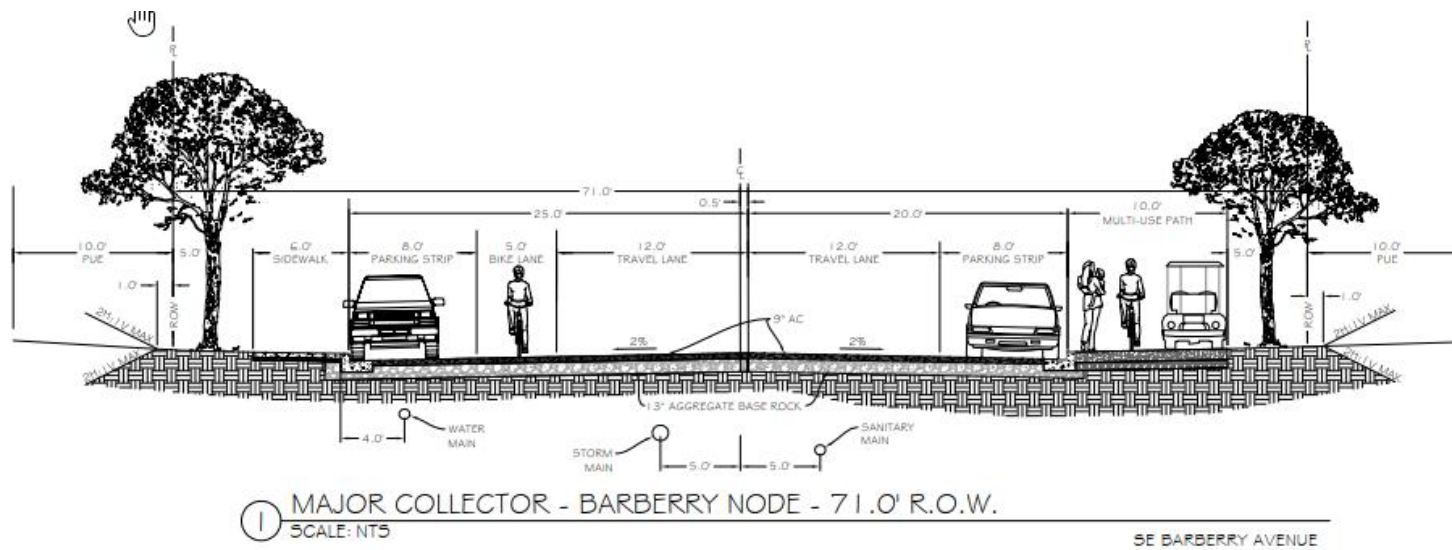 PL
PL
CL
71.0'
0.5'
25.0'
20.0'
10.0'
MULTI-USE PATH
10.0'
PUE
5.0'
6.0'
SIDEWALK
8.0'
PARKING STRIP
5.0'
BIKE LANE
12.0'
TRAVEL LANE
12.0'
TRAVEL LANE
8.0'
PARKING STRIP
5.0'
10.0'
PUE
1.0'
ROW
ROW
1.0'
2H:1V MAX
2H:1V MAX
2H:1V MAX
2H:1V MAX
2%
9" AC
2%
13" AGGREGATE BASE ROCK
4.0'
WATER
MAIN
STORM
MAIN
5.0'
5.0'
SANITARY
MAIN
1
MAJOR COLLECTOR - BARBERRY NODE - 71.0' R.O.W.
SCALE: NTS
SE BARBERRY AVENUE